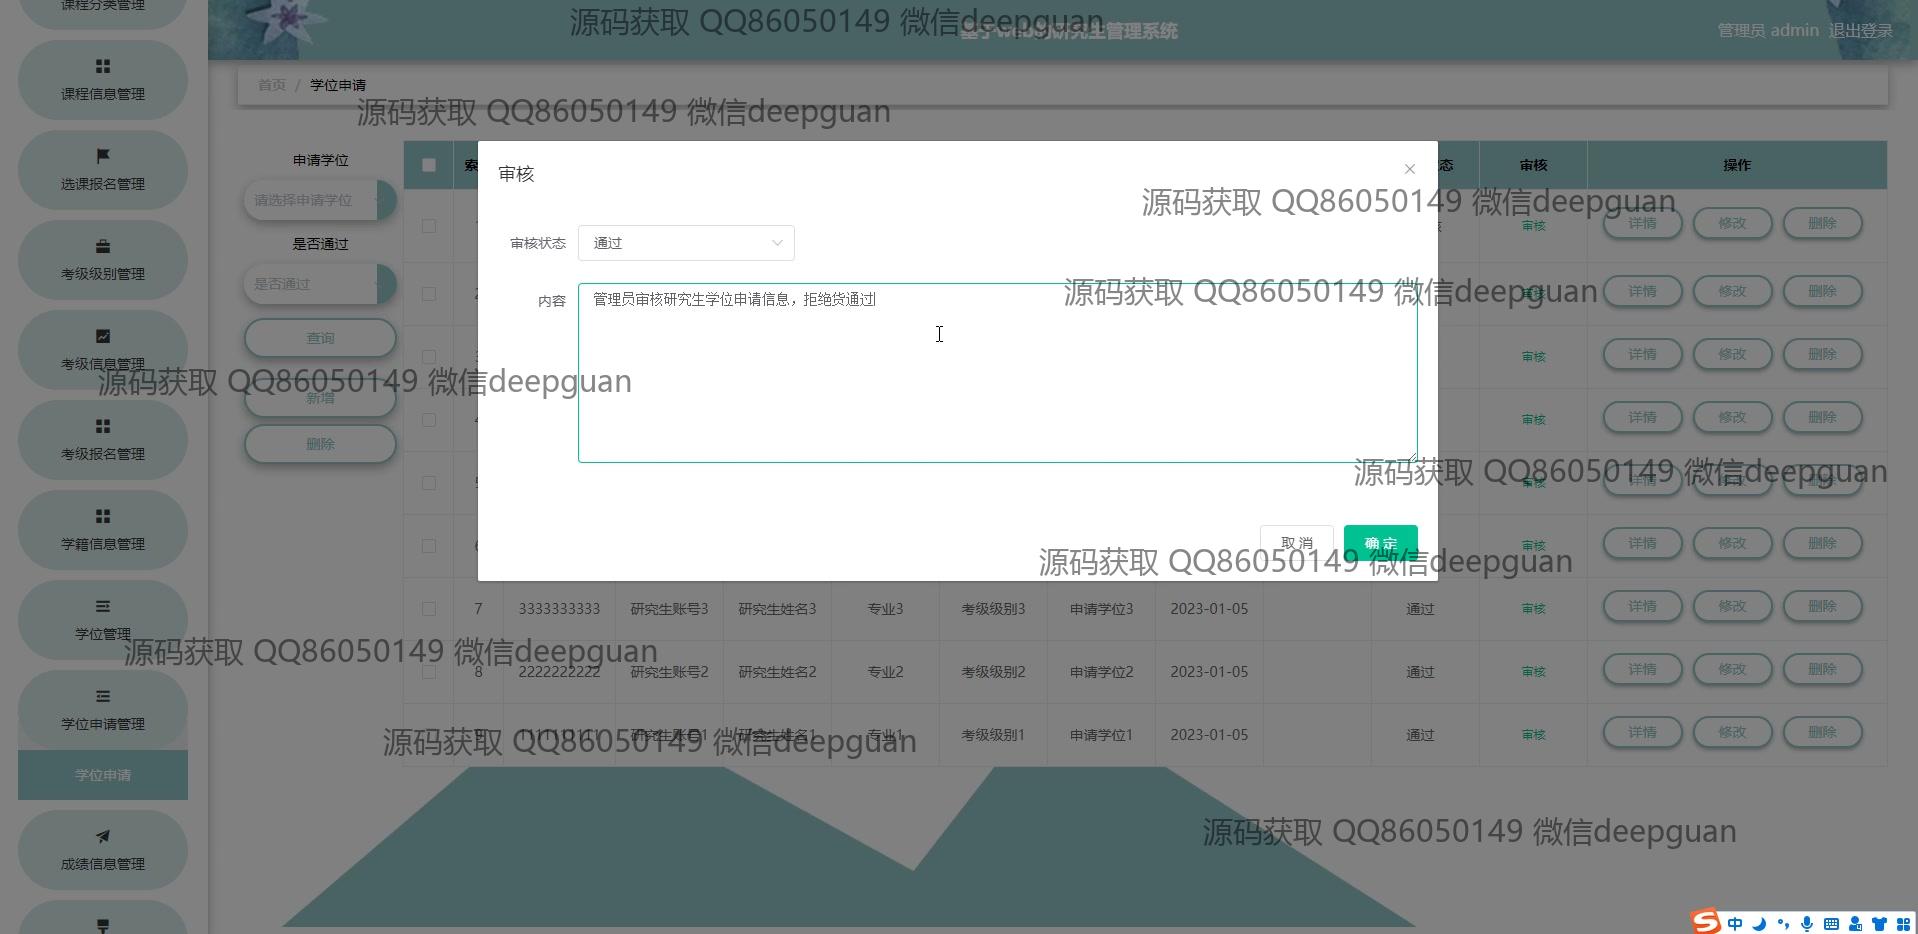 课程分类管理
课程信息管理
选课报名管理
考级级别管理
考级信息管理
考级报名管理
学籍信息管理
学位管理
学位申请管理
学位申请
成绩信息管理
源码获取 QQ86050149 微信deepguan
基于web的研究生管理系统
管理员 admin 退出登录
首页 / 学位申请
源码获取 QQ86050149 微信deepguan
申请学位
请选择申请学位
是否通过
是否通过
查询
新增
删除
索
态 审核 操作
审核
源码获取 QQ86050149 微信deepguan
审核状态 通过
内容 管理员审核研究生学位申请信息，拒绝货通过
源码获取 QQ86050149 微信deepguan
源码获取 QQ86050149 微信deepguan
源码获取 QQ86050149 微信deepguan
取消 确定
源码获取 QQ86050149 微信deepguan
审核 详情 修改 删除
详情 修改 删除
审核 详情 修改 删除
审核 详情 修改 删除
审核 详情 修改 删除
审核 详情 修改 删除
7 3333333333 研究生账号3 研究生姓名3 专业3 考级级别3 申请学位3 2023-01-05 通过 审核 详情 修改 删除
源码获取 QQ86050149 微信deepguan
8 2222222222 研究生账号2 研究生姓名2 专业2 考级级别2 申请学位2 2023-01-05 通过 审核 详情 修改 删除
9 1111111111 研究生账号1 研究生姓名1 专业1 考级级别1 申请学位1 2023-01-05 通过 审核 详情 修改 删除
源码获取 QQ86050149 微信deepguan
源码获取 QQ86050149 微信deepguan
中